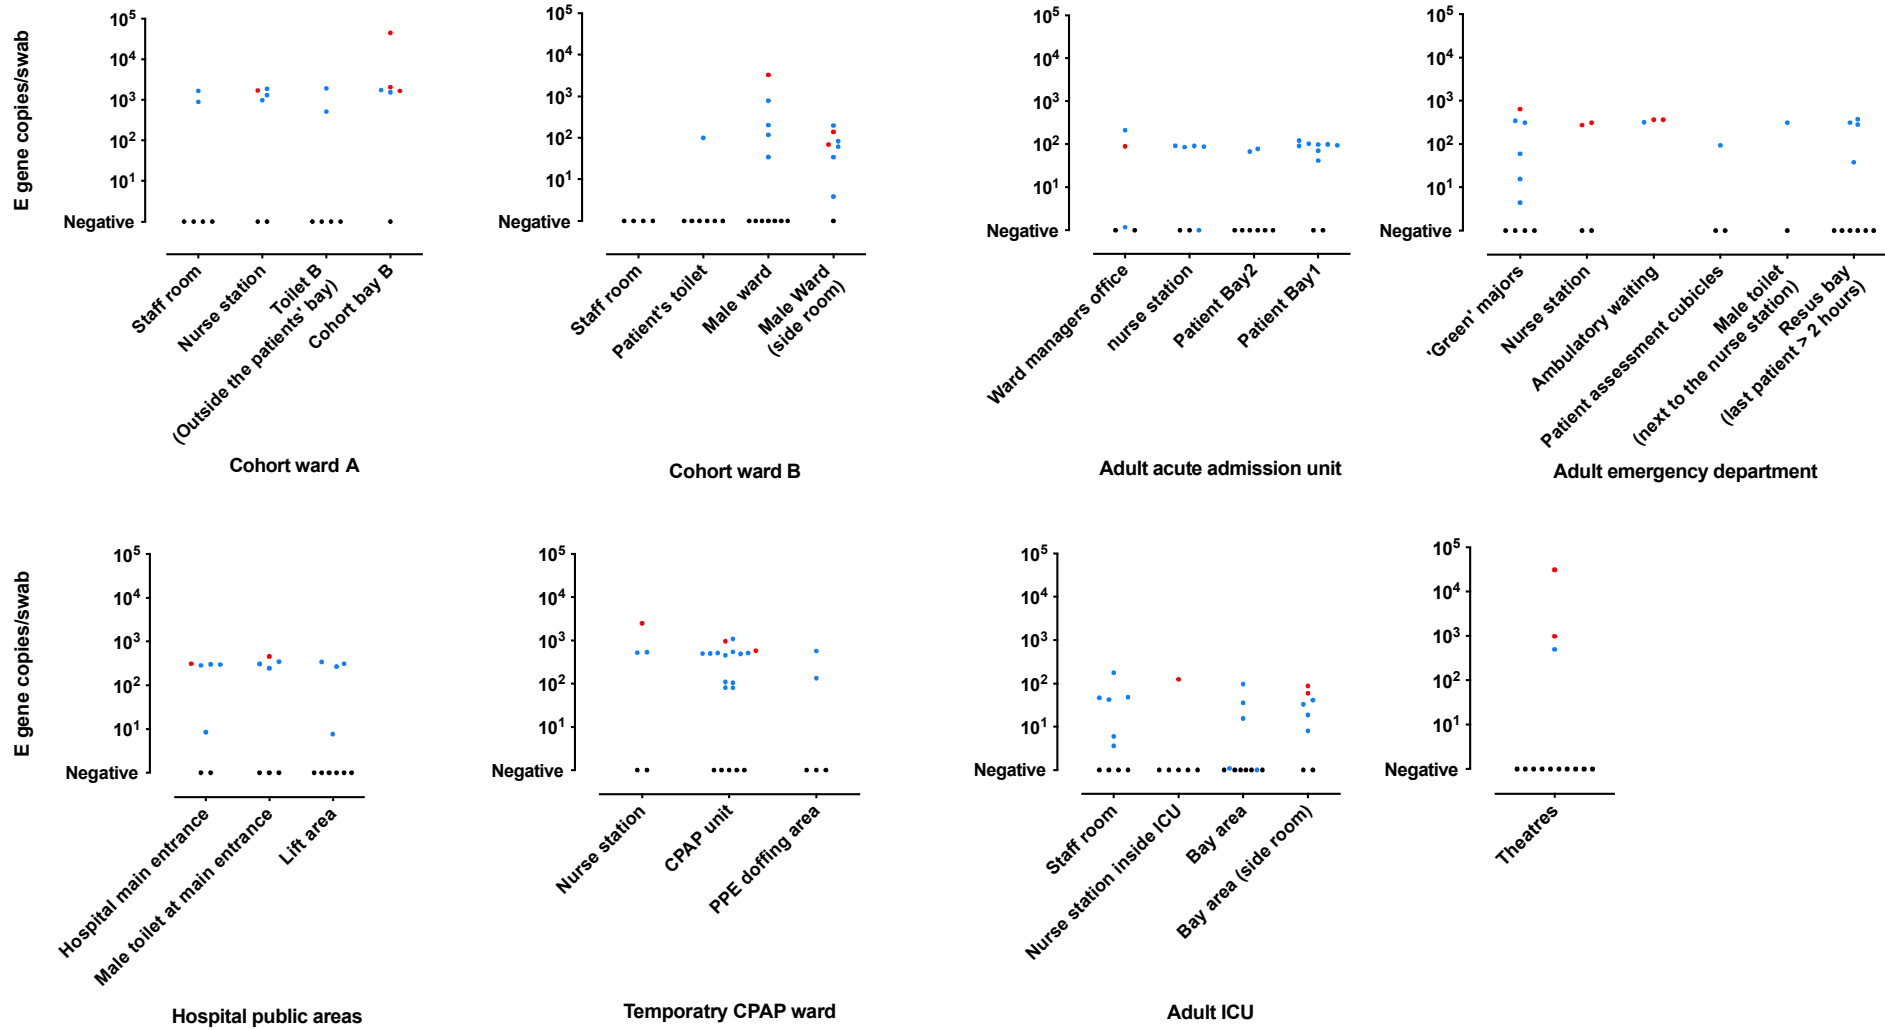 E gene copies/swab
10^5
10^4
10^3
10^2
10^1
Negative
Staff room
Nurse station
Toilet B
(Outside the patients' bay)
Cohort bay B
Cohort ward A
10^5
10^4
10^3
10^2
10^1
Negative
Staff room
Patient's toilet
Male ward
Male Ward
(side room)
Cohort ward B
10^5
10^4
10^3
10^2
10^1
Negative
Ward managers office
nurse station
Patient Bay2
Patient Bay1
Adult acute admission unit
10^5
10^4
10^3
10^2
10^1
Negative
'Green' majors
Nurse station
Ambulatory waiting
Patient assessment cubicles
Male toilet
(next to the nurse station)
Resus bay
(last patient > 2 hours)
Adult emergency department
E gene copies/swab
10^5
10^4
10^3
10^2
10^1
Negative
Hospital main entrance
Male toilet at main entrance
Lift area
Hospital public areas
10^5
10^4
10^3
10^2
10^1
Negative
Nurse station
CPAP unit
PPE doffing area
Temporatry CPAP ward
10^5
10^4
10^3
10^2
10^1
Negative
Staff room
Nurse station inside ICU
Bay area
Bay area (side room)
Adult ICU
10^5
10^4
10^3
10^2
10^1
Negative
Theatres